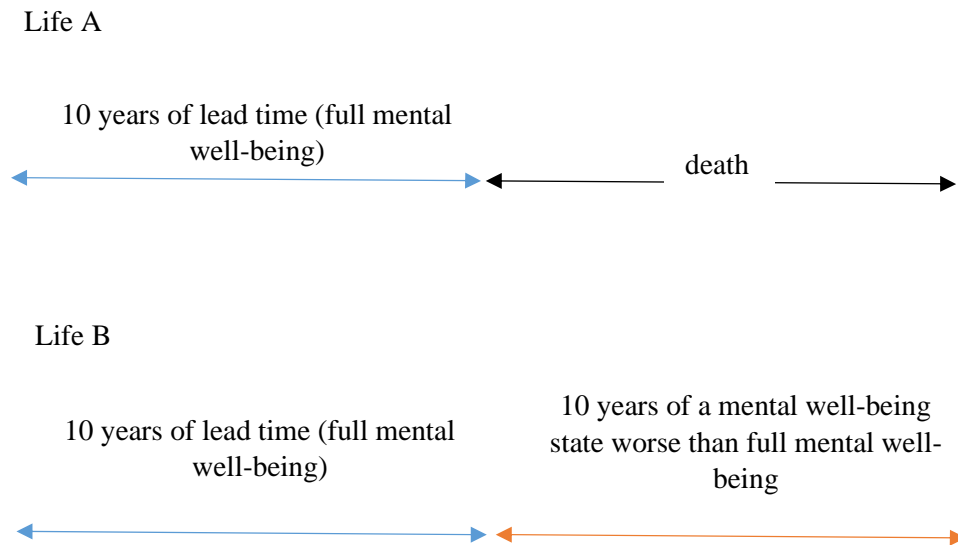 Life A
10 years of lead time (full mental
well-being)
death
Life B
10 years of lead time (full mental
well-being)
10 years of a mental well-being
state worse than full mental well-
being